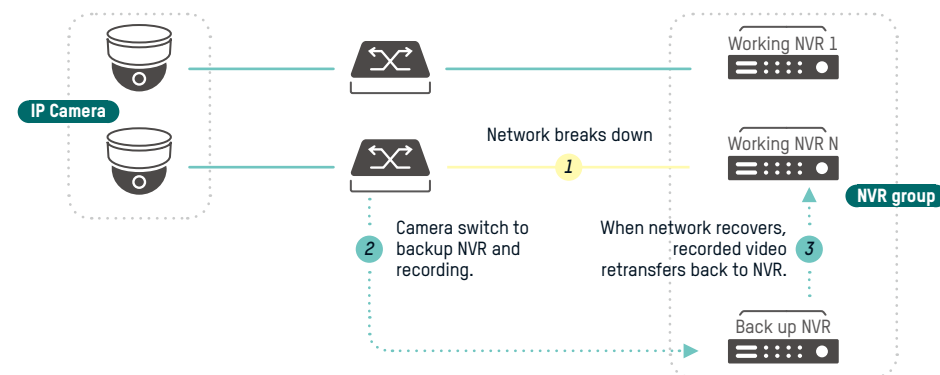 Working NVR 1
IP Camera
Network breaks down
Working NVR N
1
NVR group
2
Camera switch to
backup NVR and
recording.
When network recovers,
recorded video
retransfers back to NVR.
3
Back up NVR